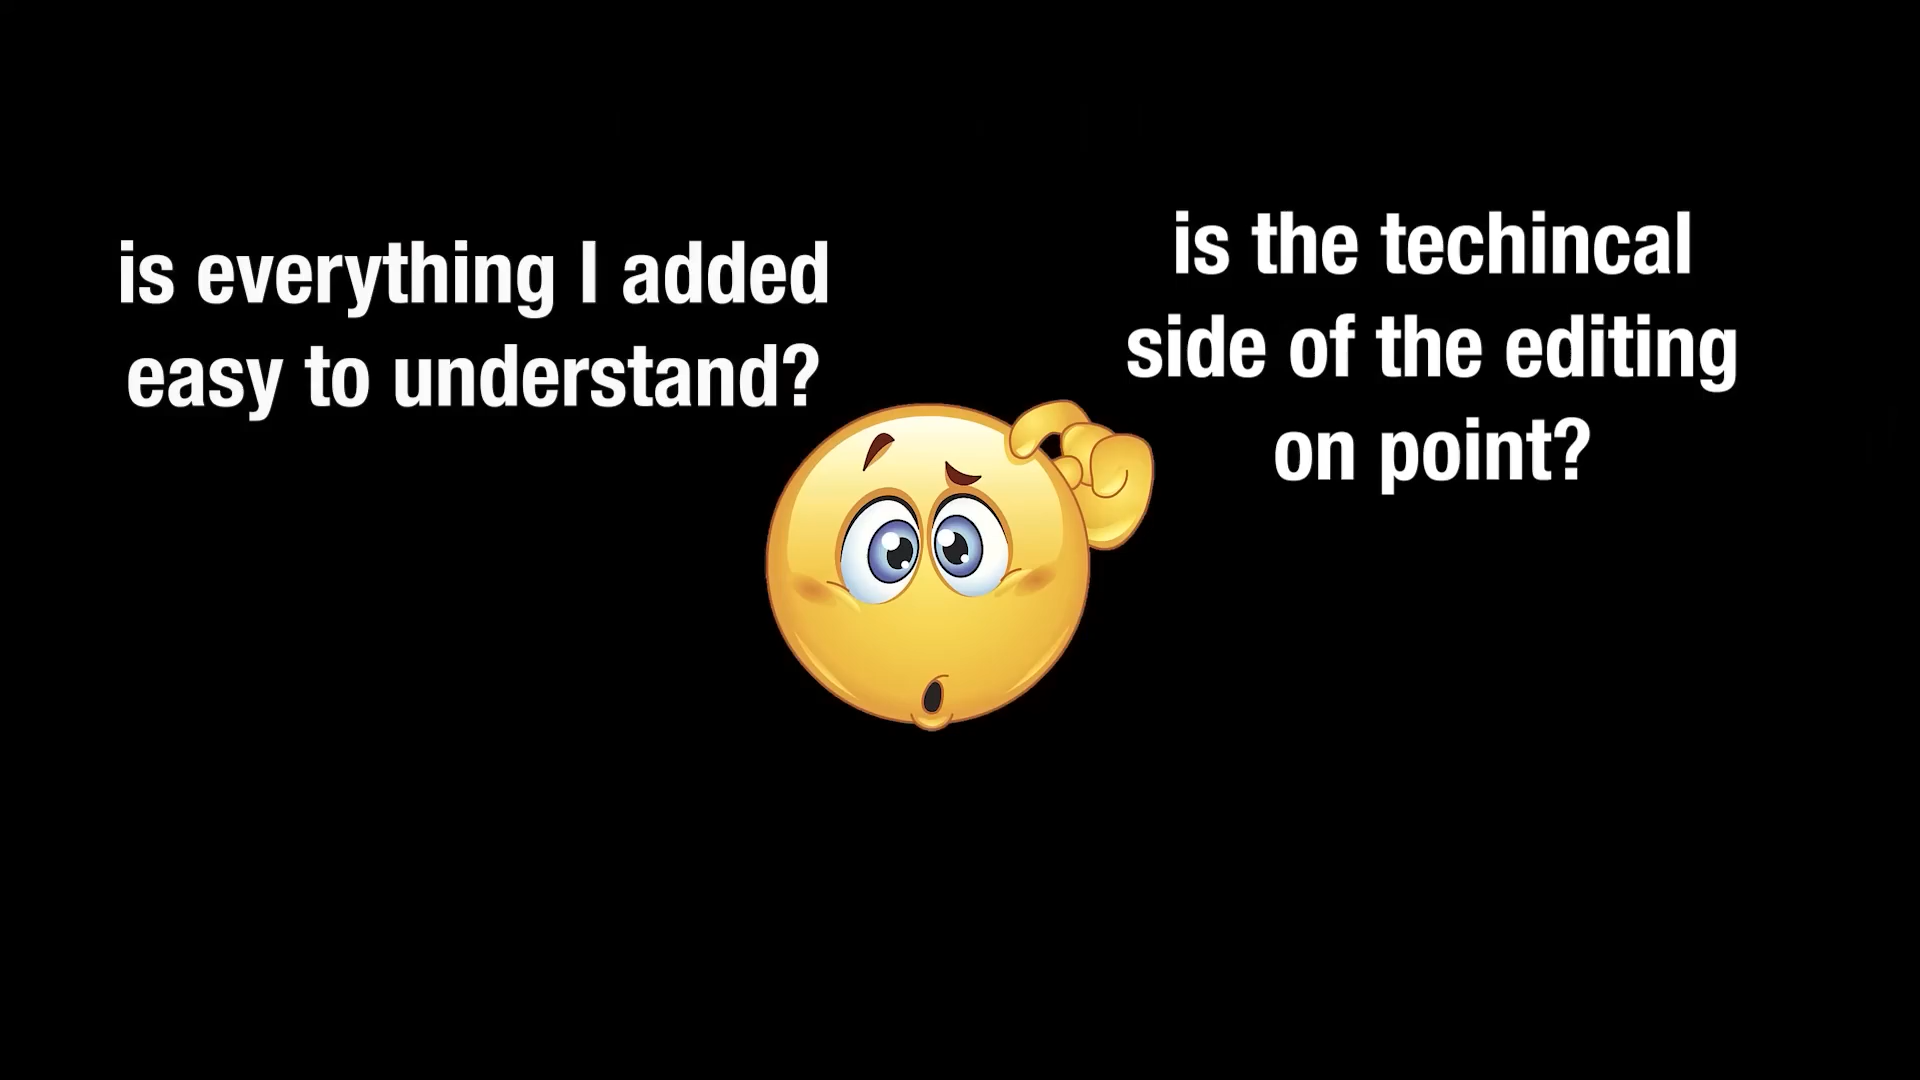 is everything I added
easy to understand?
is the techincal
side of the editing
on point?